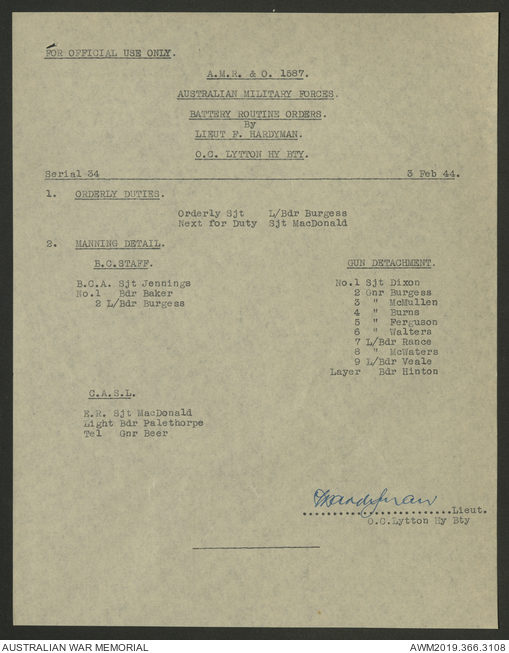 FOR OFFICIAL USE ONLY.
A.M.R. & O. 1587.
AUSTRALIAN MILITARY FORCES.
BATTERY ROUTINE ORDERS.
By
LIEUT F. HARDYMAN.
O.C. LYTTON HY BTY.
Serial 34 3 Feb 44.
1. ORDERLY DUTIES.
Orderly Sjt L/Bdr Burgess
Next for Duty Sjt MacDonald
2. MANNING DETAIL.
B.C.STAFF.
B.C.A. Sjt Jennings
No.1 Bdr Baker
2 L/Bdr Burgess
GUN DETACHMENT.
No.1 Sjt Dixon
2 Gnr Burgess
3 " McMullen
4 " Burns
5 " Ferguson
6 " Walters
7 L/Bdr Rance
8 " McWaters
9 L/Bdr Veale
Layer Bdr Hinton
C.A.S.L.
E.R. Sjt MacDonald
Light Bdr Palethorpe
Tel Gnr Beer
FHardyman
..........................Lieut.
O.C.Lytton Hy Bty
AUSTRALIAN WAR MEMORIAL AWM2019.366.3108